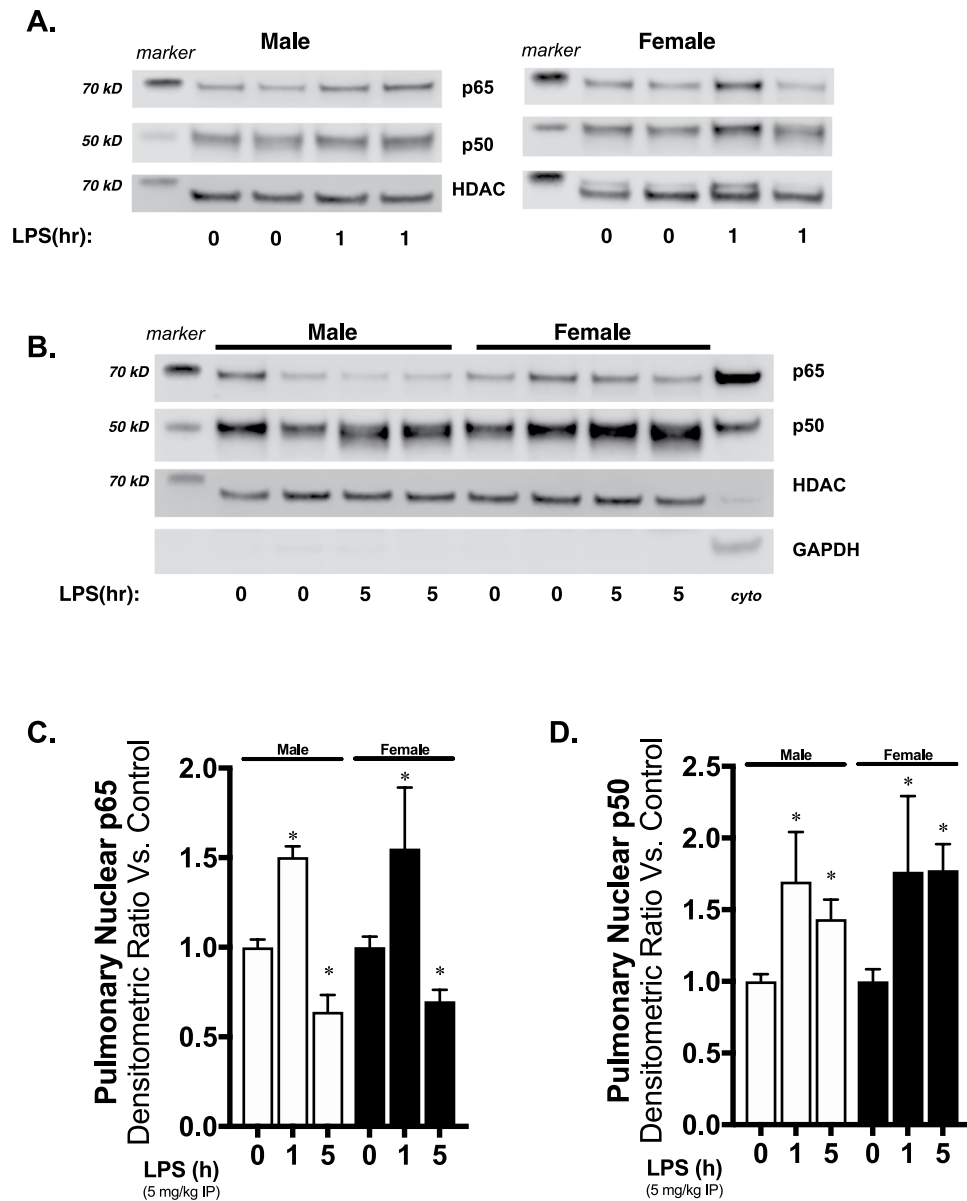 A.
Male
Female
marker
marker
70 kD
p65
50 kD
p50
70 kD
HDAC
LPS(hr):
0 0 1 1
0 0 1 1
B.
marker
Male
Female
70 kD
p65
50 kD
p50
70 kD
HDAC
GAPDH
LPS(hr):
0 0 5 5 0 0 5 5 cyto
C.
Pulmonary Nuclear p65
Densitometric Ratio Vs. Control
Male
Female
2.0
1.5
1.0
0.5
0.0
*
*
*
*
0 1 5 0 1 5
LPS (h)
(5 mg/kg IP)
D.
Pulmonary Nuclear p50
Densitometric Ratio Vs. Control
Male
Female
2.5
2.0
1.5
1.0
0.5
0.0
*
*
*
*
0 1 5 0 1 5
LPS (h)
(5 mg/kg IP)